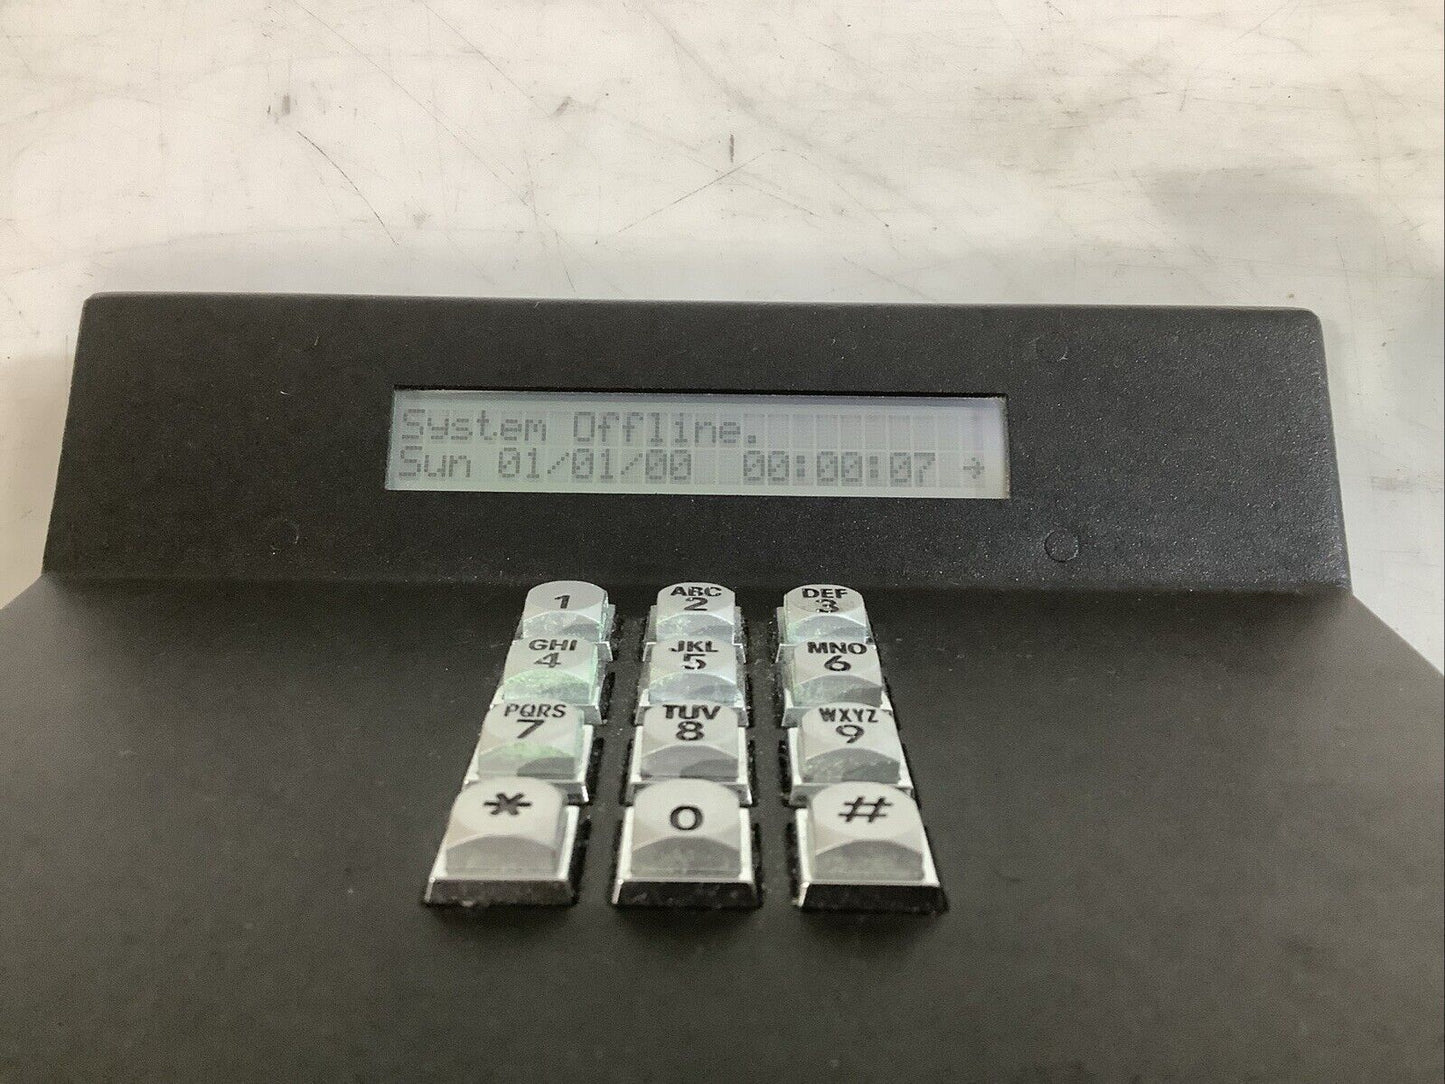 System Offline.
Sun 01/01/00 00:00:07 →
1 ABC 2 DEF 3
GHI 4 JKL 5 MNO 6
PQRS 7 TUV 8 WXYZ 9
* 0 #